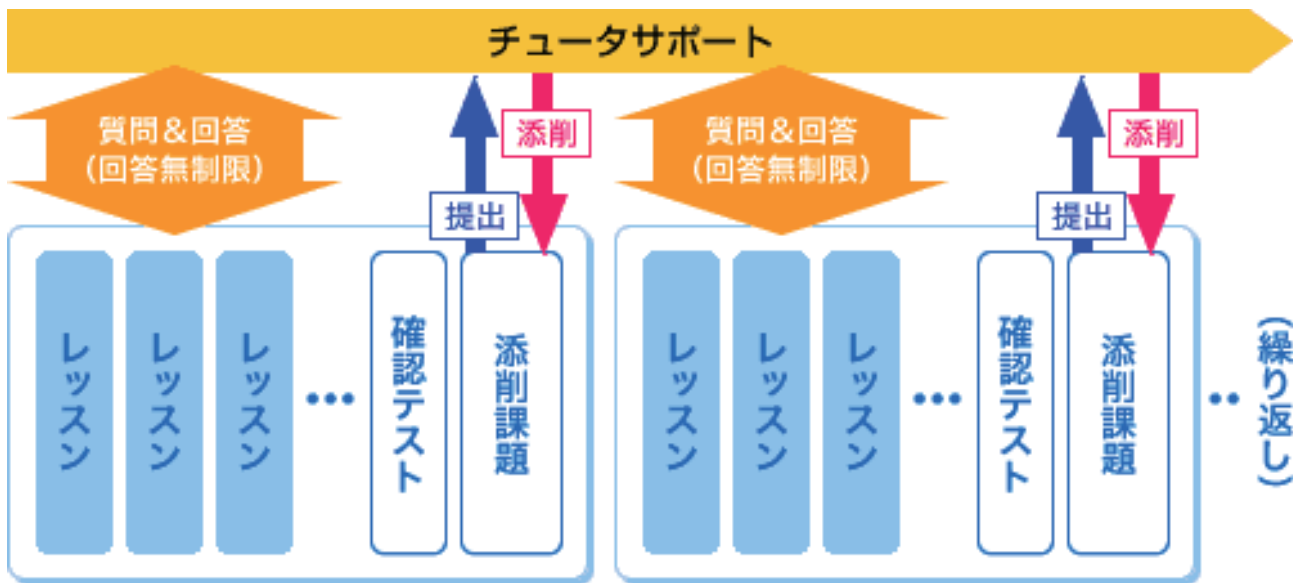 チュータサポート
質問&回答
(回答無制限)
提出
添削
レッスン
レッスン
レッスン
•••
確認テスト
添削課題
質問&回答
(回答無制限)
提出
添削
レッスン
レッスン
レッスン
•••
確認テスト
添削課題
••
(繰り返し)